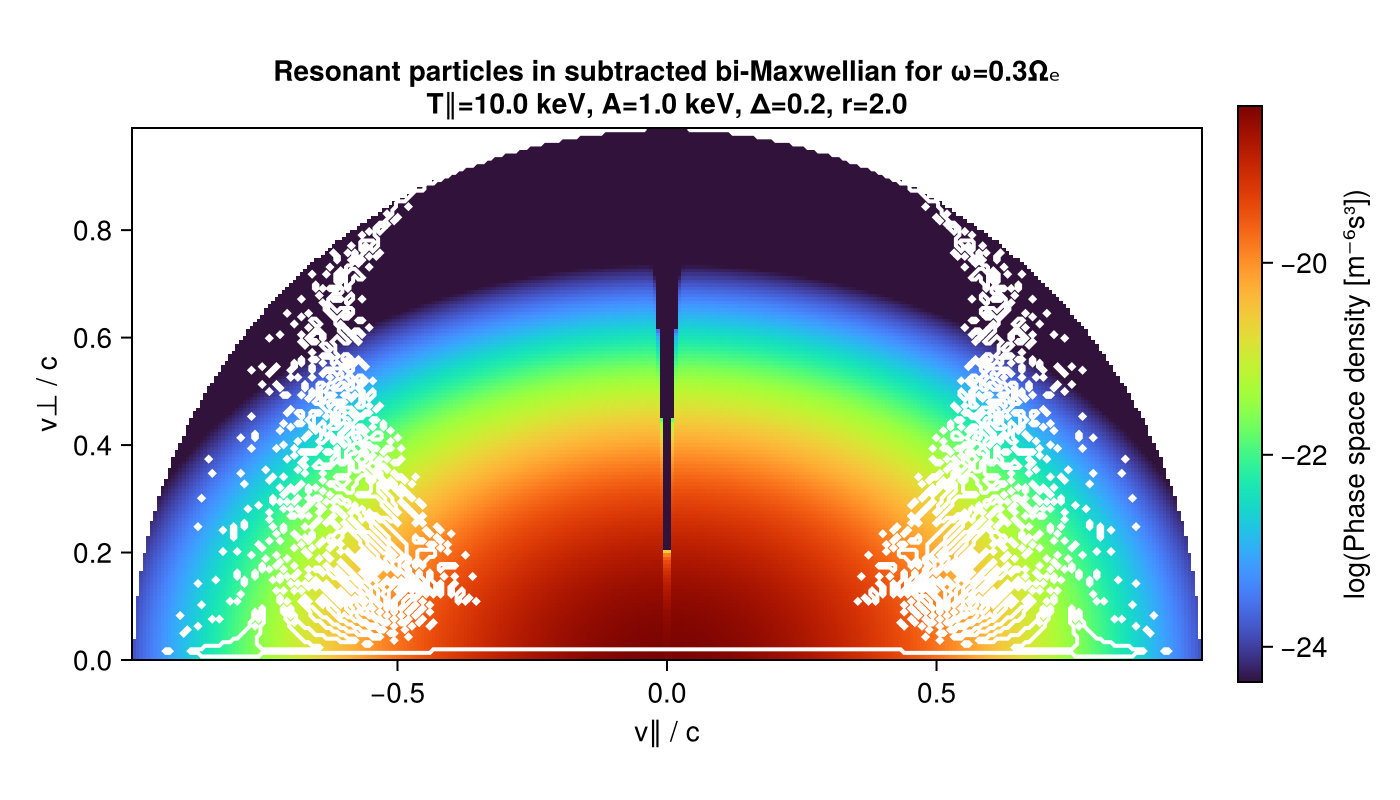 Resonant particles in subtracted bi-Maxwellian for ω=0.3Ωₑ
T∥=10.0 keV, A=1.0 keV, Δ=0.2, r=2.0
v⊥ / c
0.8
0.6
0.4
0.2
0.0
−0.5
0.0
0.5
v∥ / c
−20
−22
−24
log(Phase space density [m⁻⁶s³])